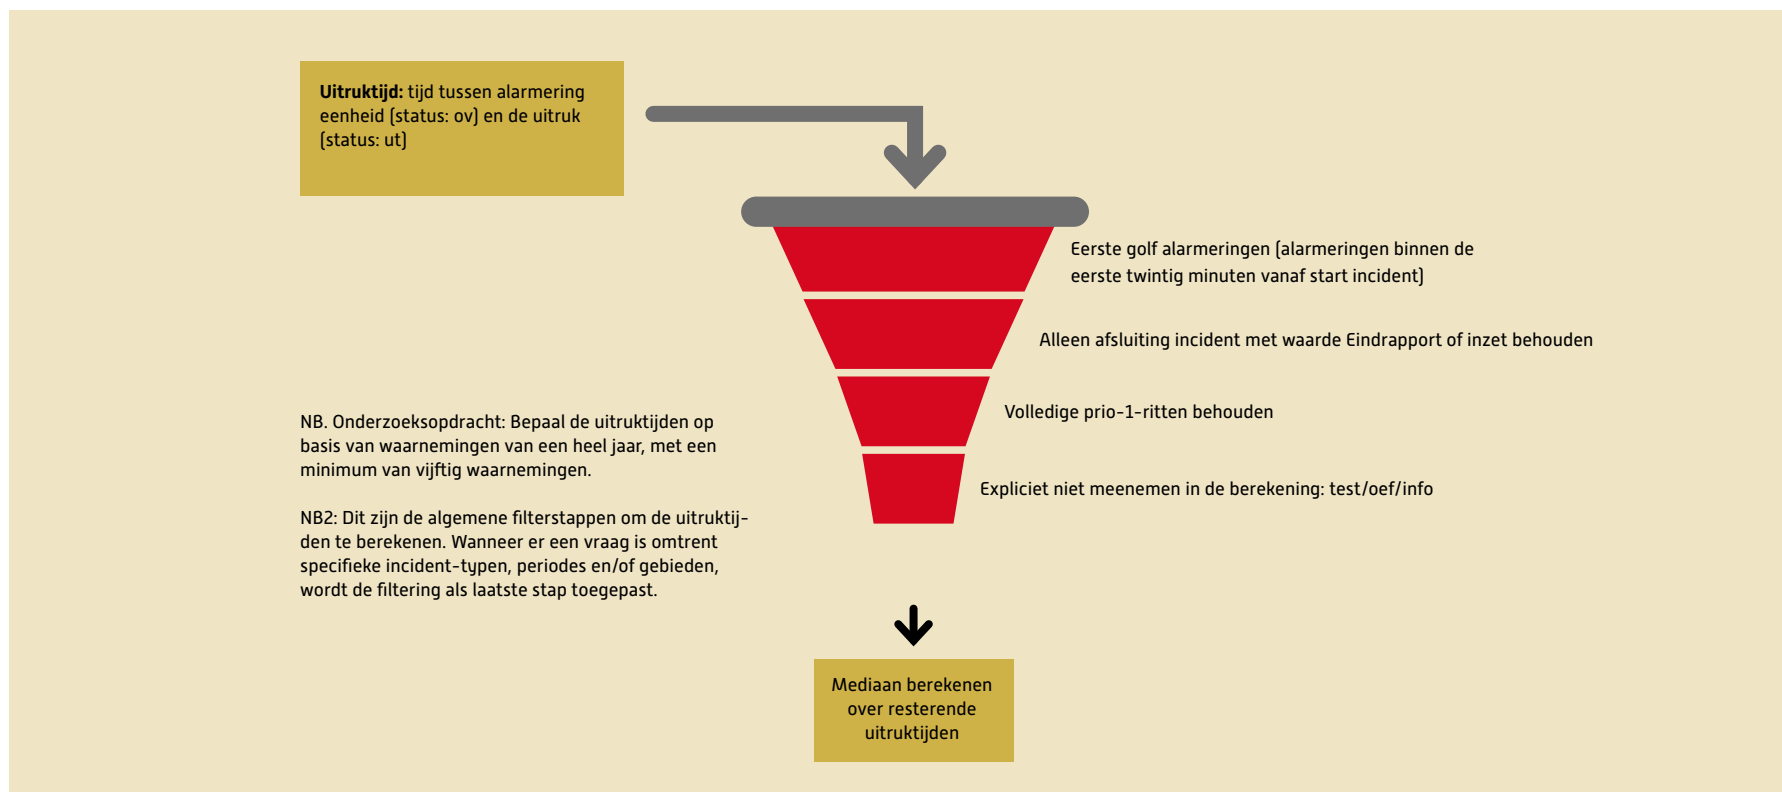 Uitruktijd: tijd tussen alarmering
eenheid (status: ov) en de uitruk
(status: ut)
Eerste golf alarmeringen (alarmeringen binnen de
eerste twintig minuten vanaf start incident)
Alleen afsluiting incident met waarde Eindrapport of inzet behouden
Volledige prio-1-ritten behouden
Expliciet niet meenemen in de berekening: test/oef/info
NB. Onderzoeksopdracht: Bepaal de uitruktijden op
basis van waarnemingen van een heel jaar, met een
minimum van vijftig waarnemingen.
NB2: Dit zijn de algemene filterstappen om de uitruktij-
den te berekenen. Wanneer er een vraag is omtrent
specifieke incident-typen, periodes en/of gebieden,
wordt de filtering als laatste stap toegepast.
Mediaan berekenen
over resterende
uitruktijden